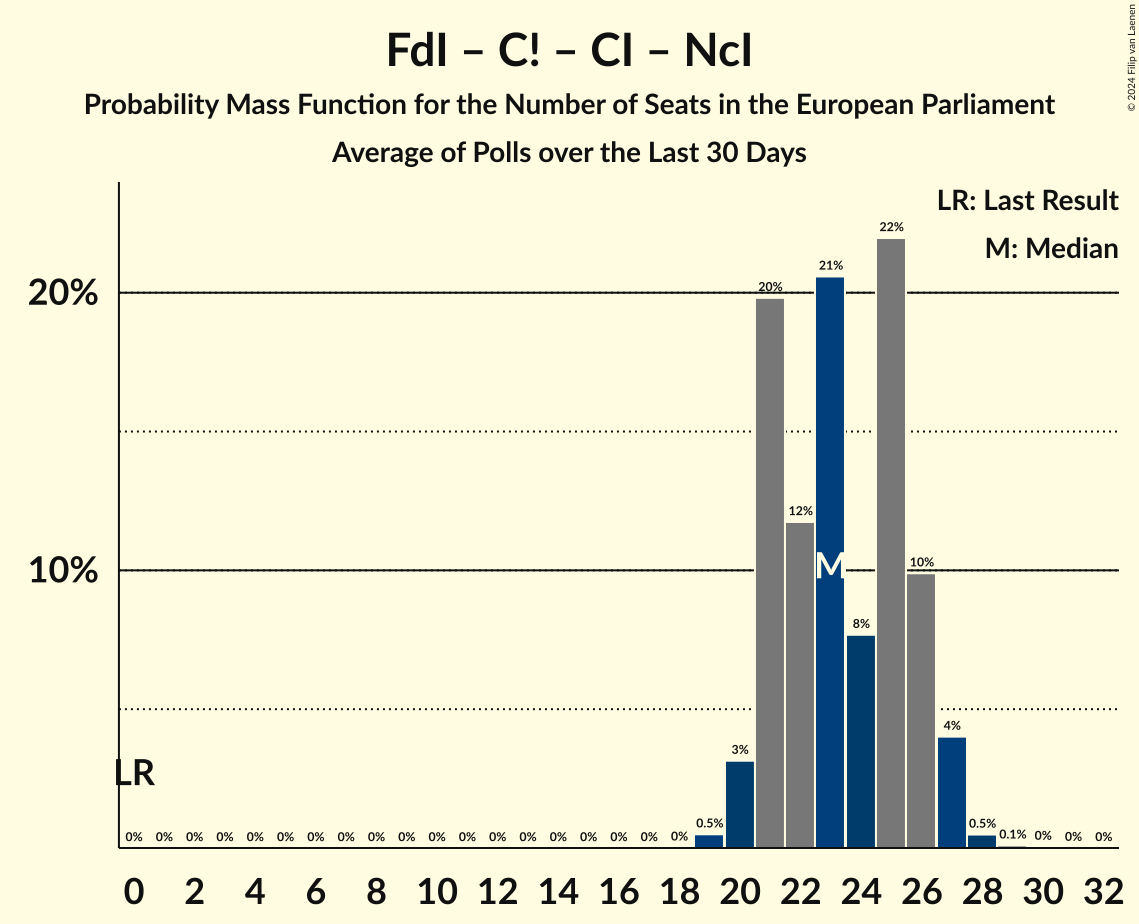 FdI – C! – CI – NcI
Probability Mass Function for the Number of Seats in the European Parliament
Average of Polls over the Last 30 Days
© 2024 Filip van Laenen
LR: Last Result
M: Median
22%
21%
20%
20%
12%
M
10%
10%
8%
4%
3%
LR
0% 0% 0% 0% 0% 0% 0% 0% 0% 0% 0% 0% 0% 0% 0% 0% 0% 0% 0% 0.5% 0.5% 0.1% 0% 0% 0%
0 2 4 6 8 10 12 14 16 18 20 22 24 26 28 30 32